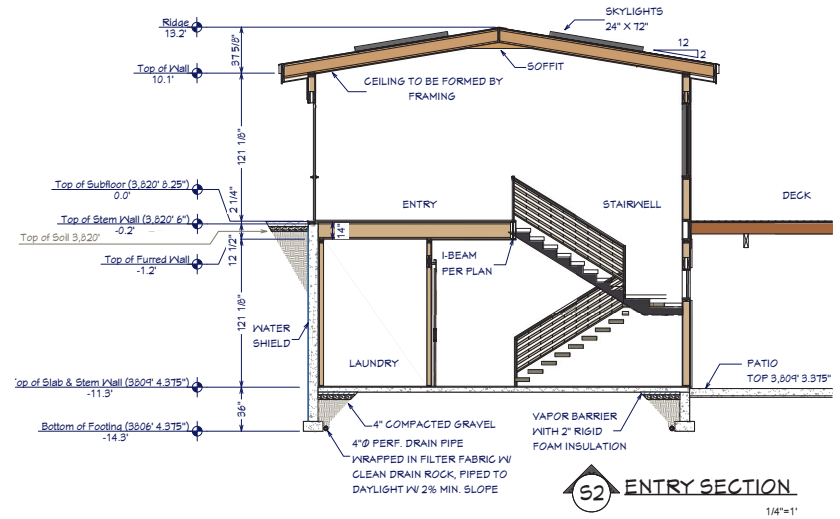 Ridge
13.2'
SKYLIGHTS
24" X 72"
12
2
37 5/8"
Top of Wall
10.1'
SOFFIT
CEILING TO BE FORMED BY
FRAMING
121 1/8"
Top of Subfloor (3,820' 8.25")
0.0'
2 1/4"
ENTRY
STAIRWELL
DECK
Top of Stem Wall (3,820' 6")
-0.2'
Top of Soil 3,820'
14"
12 1/2"
Top of Furred Wall
-1.2'
I-BEAM
PER PLAN
121 1/8"
WATER
SHIELD
LAUNDRY
PATIO
TOP 3,809' 3.375"
op of Slab & Stem Wall (3809' 4.375")
-11.3'
36"
4" COMPACTED GRAVEL
VAPOR BARRIER
WITH 2" RIGID
FOAM INSULATION
Bottom of Footing (3806' 4.375")
-14.3'
4"Ø PERF. DRAIN PIPE
WRAPPED IN FILTER FABRIC W/
CLEAN DRAIN ROCK, PIPED TO
DAYLIGHT W/ 2% MIN. SLOPE
S2 ENTRY SECTION
1/4"=1'